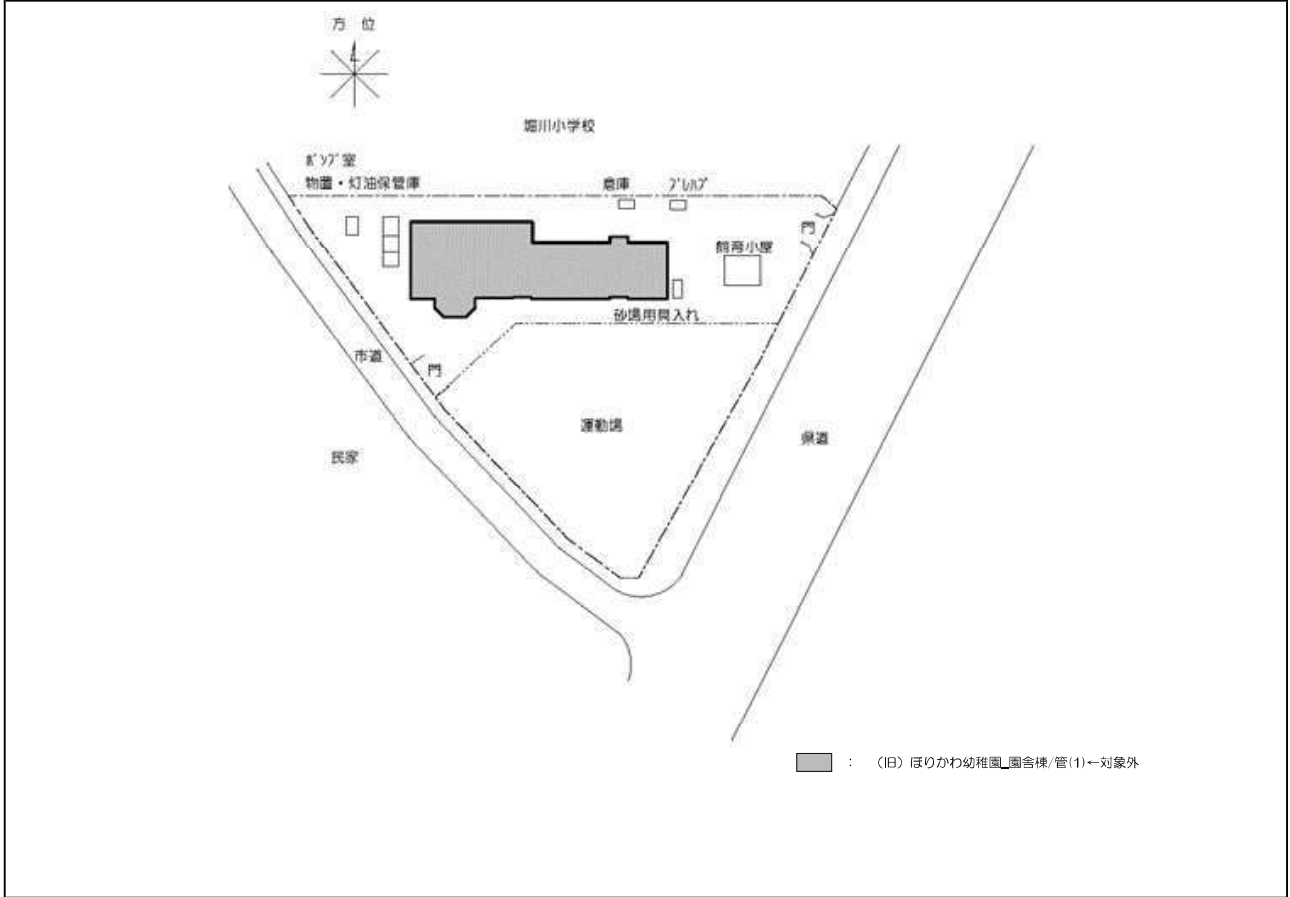 方 位
堀川小学校
ポンプ室
物置・灯油保管庫
倉庫
プレハブ
門
飼育小屋
砂場用具入れ
市道
門
運動場
県道
民家
： （旧）ほりかわ幼稚園_園舎棟/管(1)←対象外